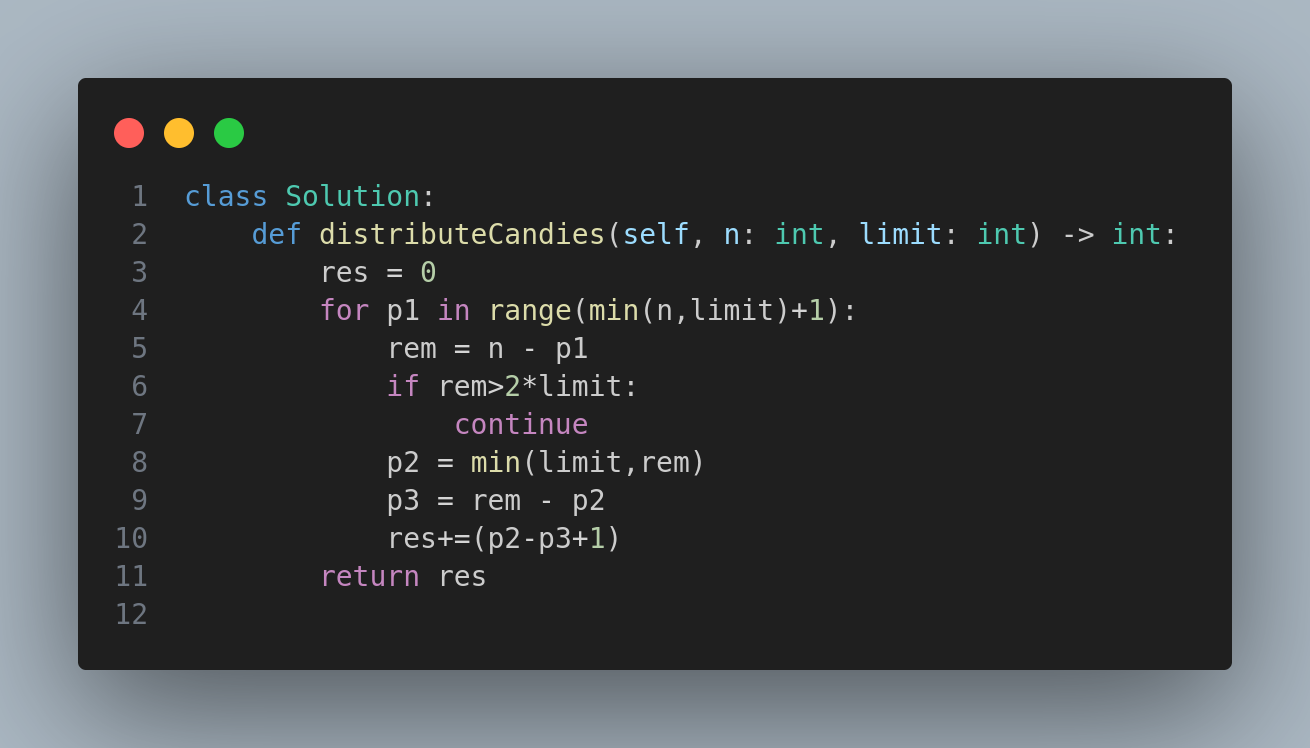 1 class Solution:
2     def distributeCandies(self, n: int, limit: int) -> int:
3         res = 0
4         for p1 in range(min(n,limit)+1):
5             rem = n - p1
6             if rem>2*limit:
7                 continue
8             p2 = min(limit,rem)
9             p3 = rem - p2
10             res+=(p2-p3+1)
11         return res
12